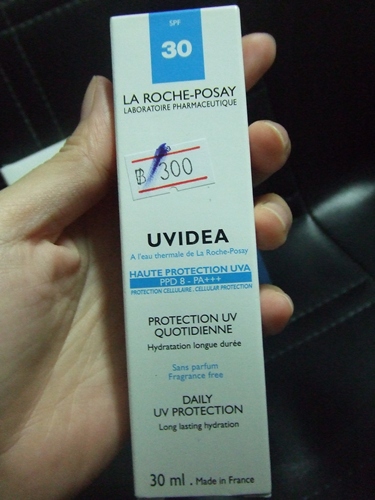 SPF
30
LA ROCHE-POSAY
LABORATOIRE PHARMACEUTIQUE
฿ 300
UVIDEA
A l'eau thermale de La Roche-Posay
HAUTE PROTECTION UVA
PPD 8 - PA+++
PROTECTION CELLULAIRE . CELLULAR PROTECTION
PROTECTION UV
QUOTIDIENNE
Hydratation longue durée
Sans parfum
Fragrance free
DAILY
UV PROTECTION
Long lasting hydration
30 ml . Made in France